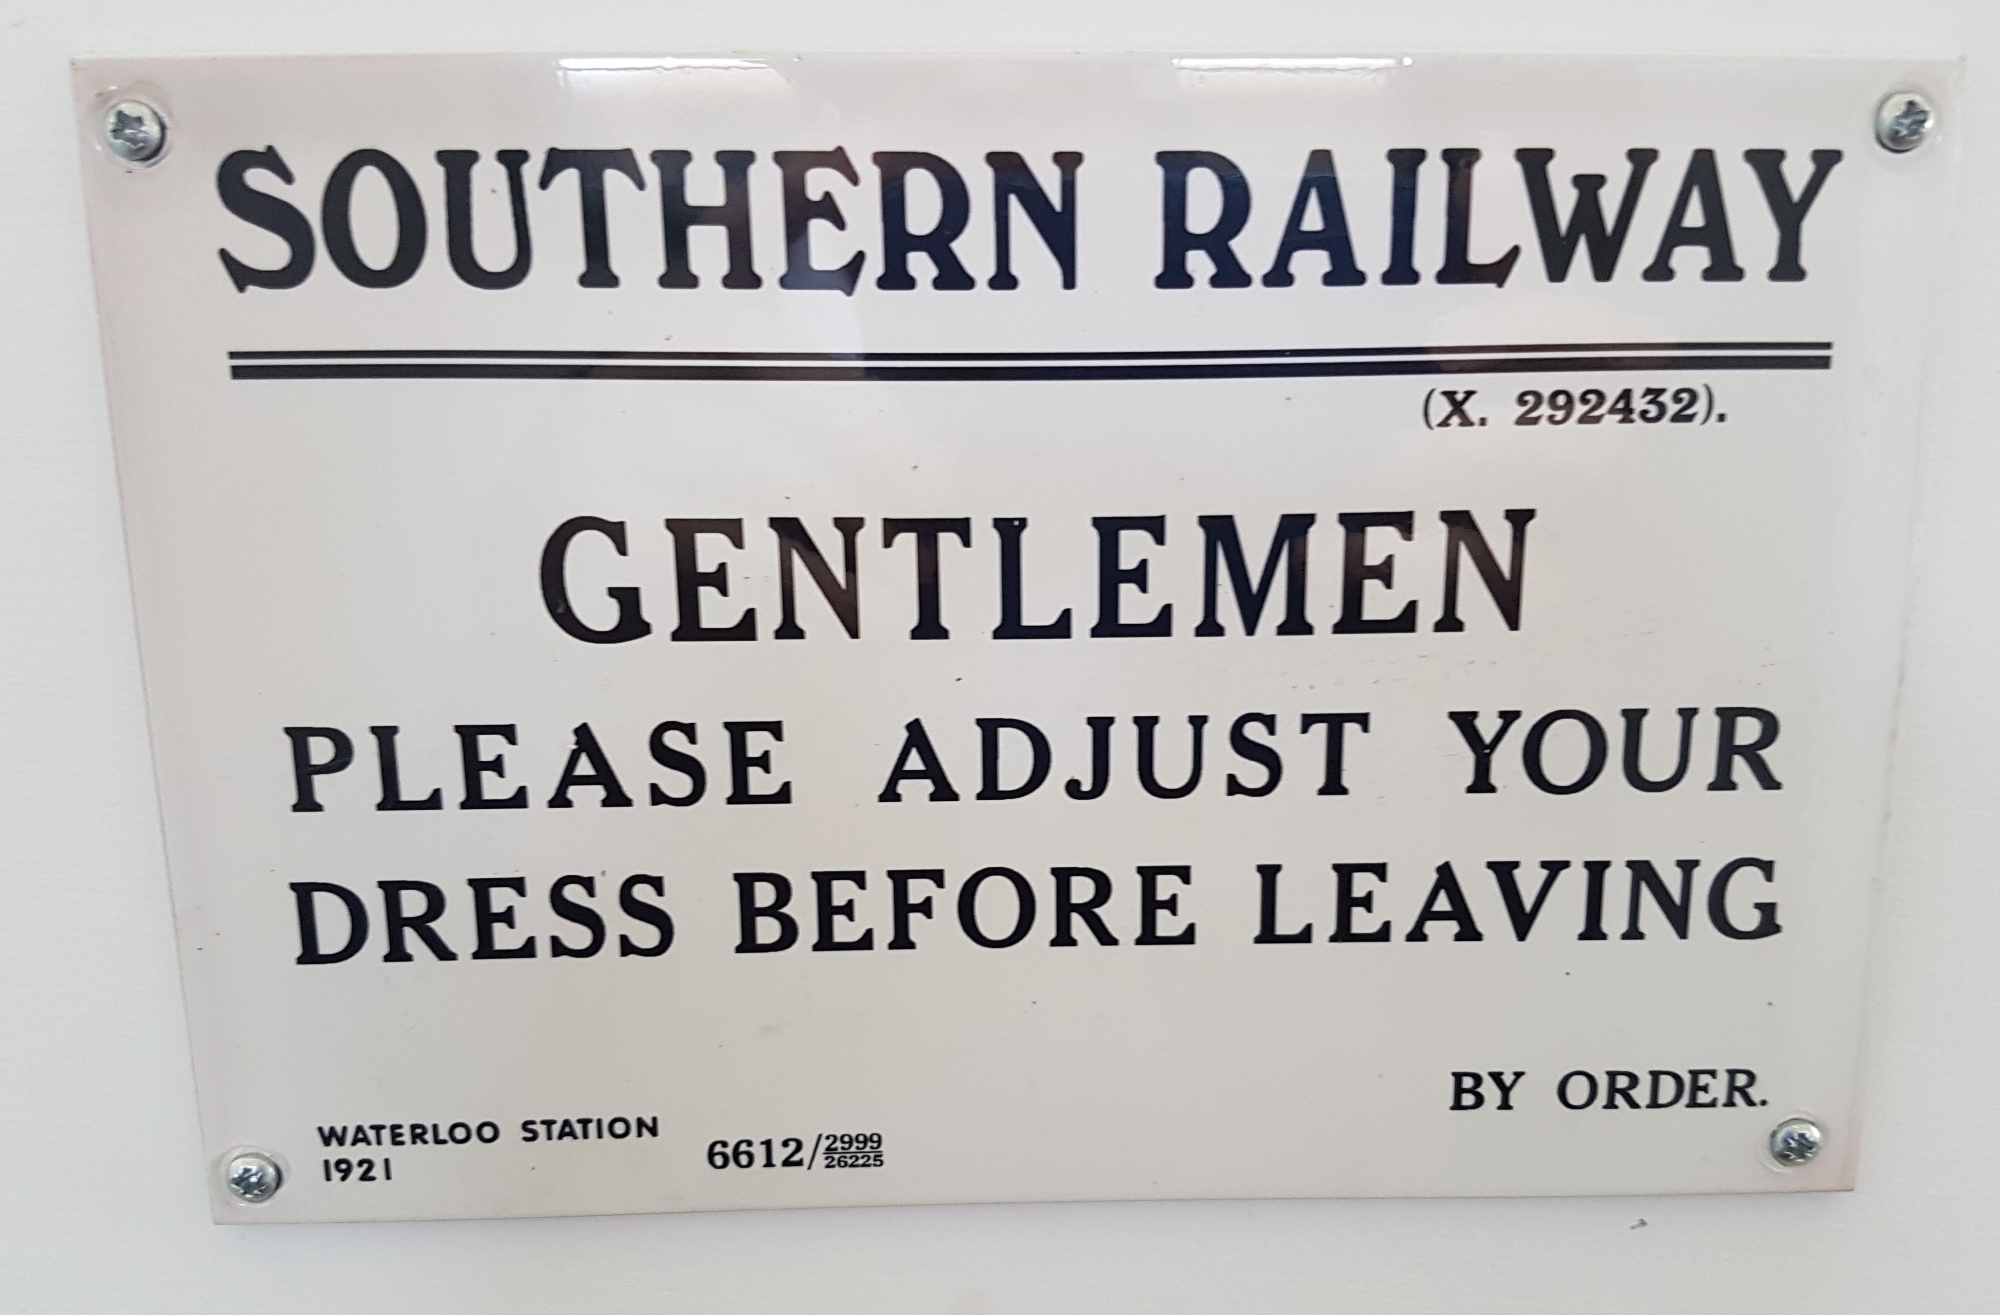 SOUTHERN RAILWAY
(X. 292432).
GENTLEMEN
PLEASE ADJUST YOUR
DRESS BEFORE LEAVING
BY ORDER.
WATERLOO STATION
1921
6612/2999
26225